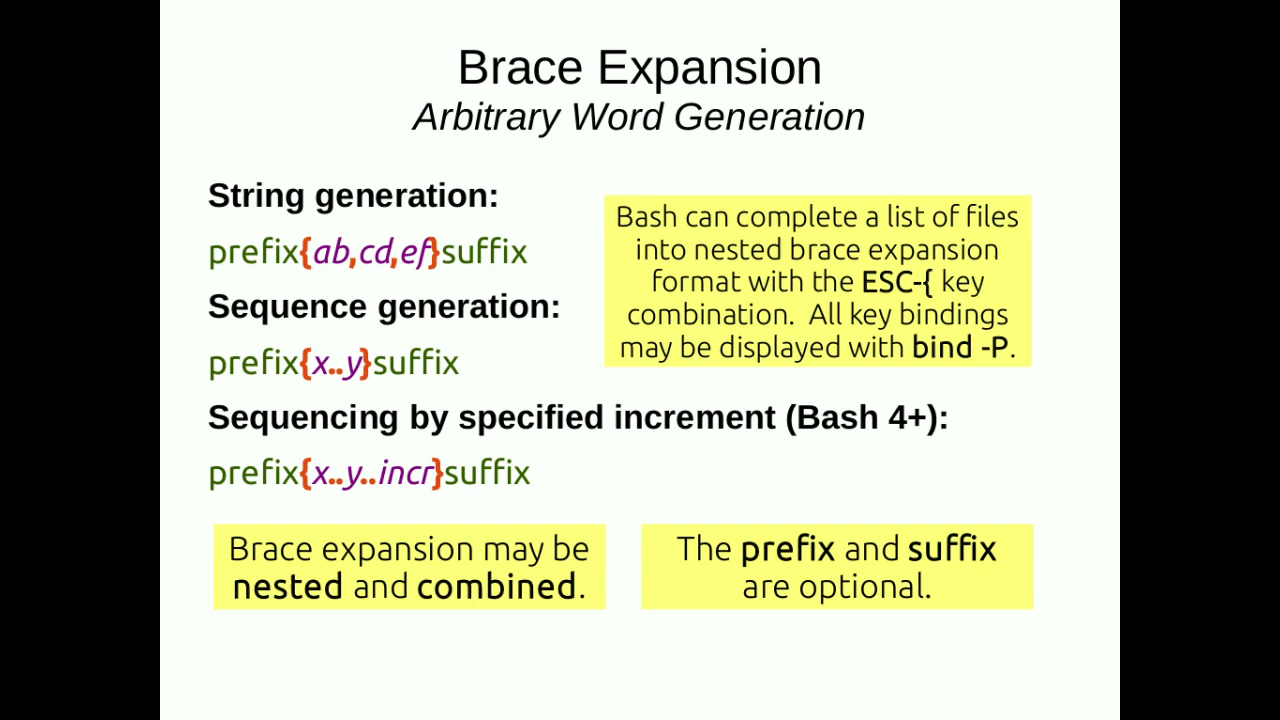 Brace Expansion
Arbitrary Word Generation
String generation:
prefix{ab,cd,ef}suffix
Sequence generation:
prefix{x..y}suffix
Bash can complete a list of files
into nested brace expansion
format with the ESC-{ key
combination.  All key bindings
may be displayed with bind -P.
Sequencing by specified increment (Bash 4+):
prefix{x..y..incr}suffix
Brace expansion may be
nested and combined.
The prefix and suffix
are optional.